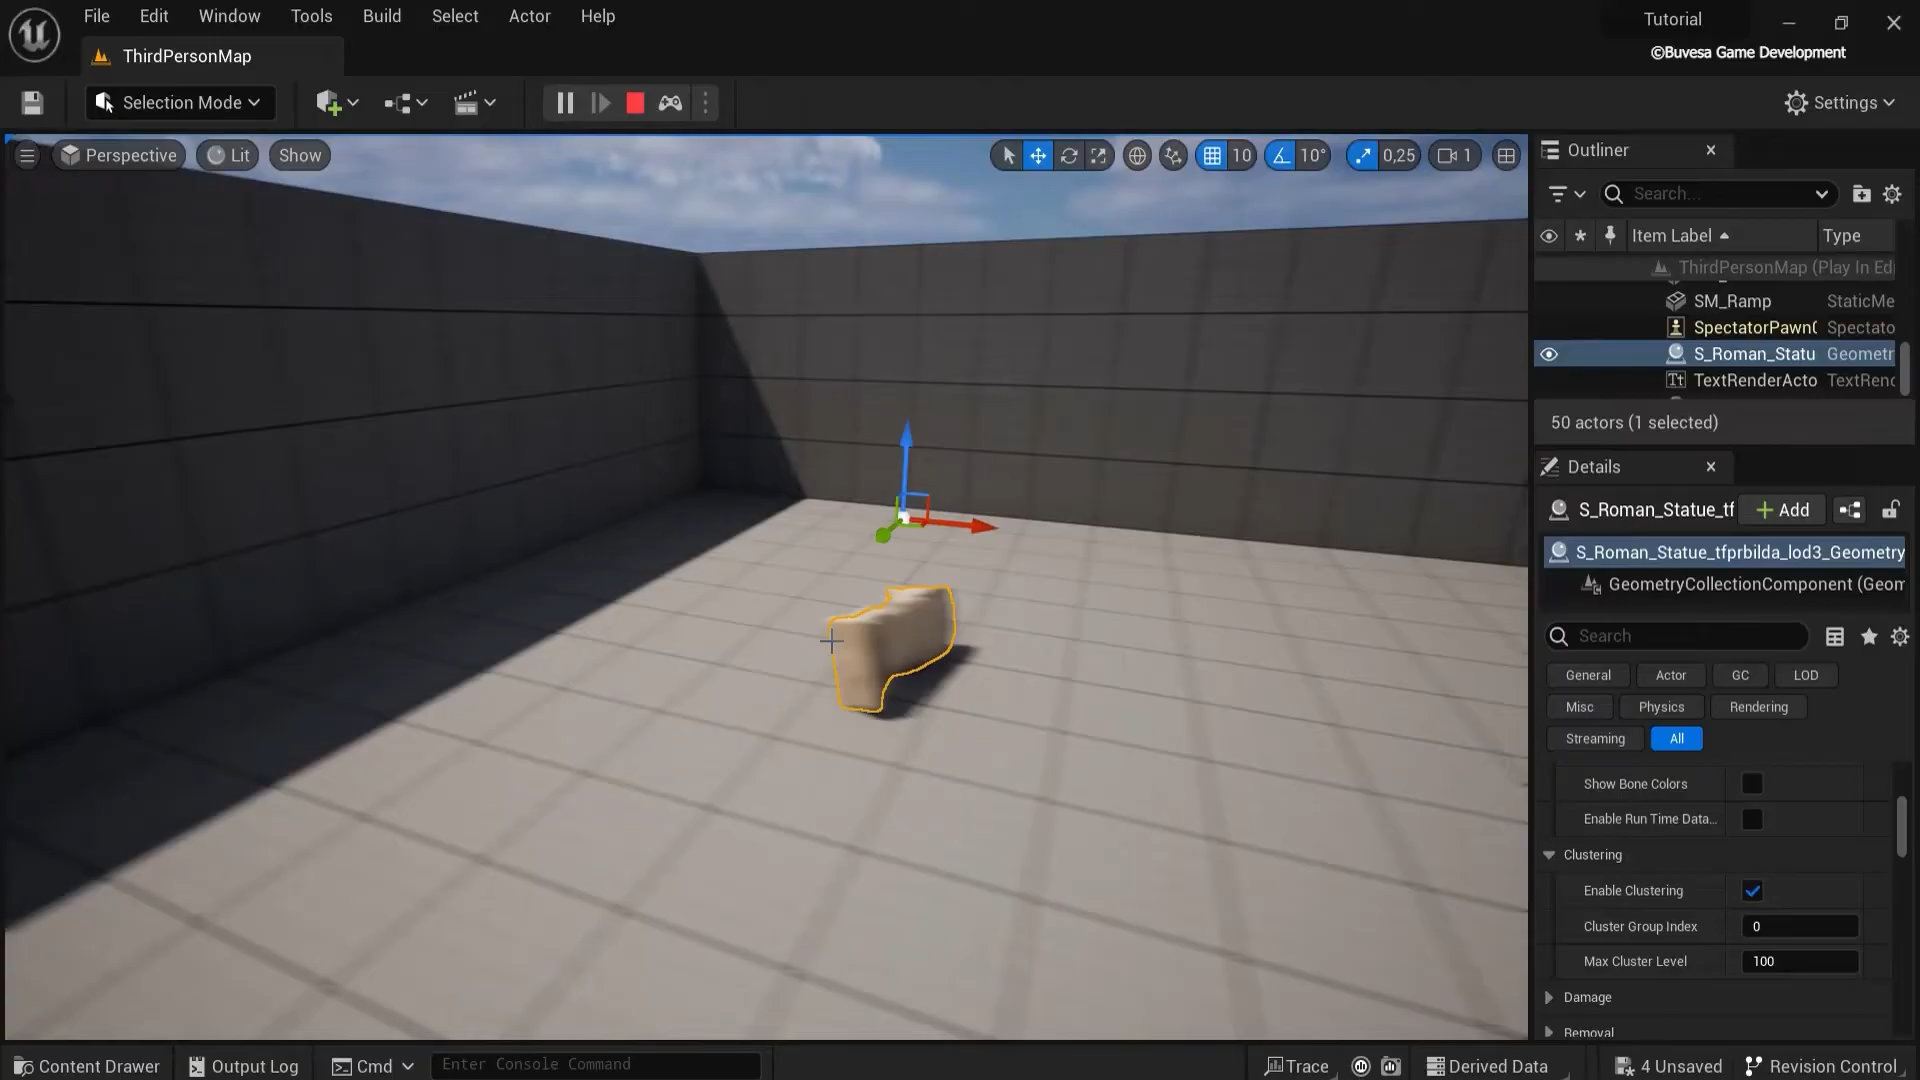 File Edit Window Tools Build Select Actor Help
Tutorial
ThirdPersonMap
©Buvesa Game Development
Selection Mode
Settings
Perspective Lit Show
10 10° 0,25 1
Outliner
Search...
Item Label Type
ThirdPersonMap (Play In Edi
SM_Ramp StaticMe
SpectatorPawn( Spectato
S_Roman_Statu Geometr
TextRenderActo TextRend
50 actors (1 selected)
Details
S_Roman_Statue_tf Add
S_Roman_Statue_tfprbilda_lod3_Geometry
GeometryCollectionComponent (Geom
Search
General Actor GC LOD
Misc Physics Rendering
Streaming All
Show Bone Colors
Enable Run Time Data...
Clustering
Enable Clustering
Cluster Group Index 0
Max Cluster Level 100
Damage
Removal
Content Drawer Output Log Cmd Enter Console Command Trace Derived Data 4 Unsaved Revision Control